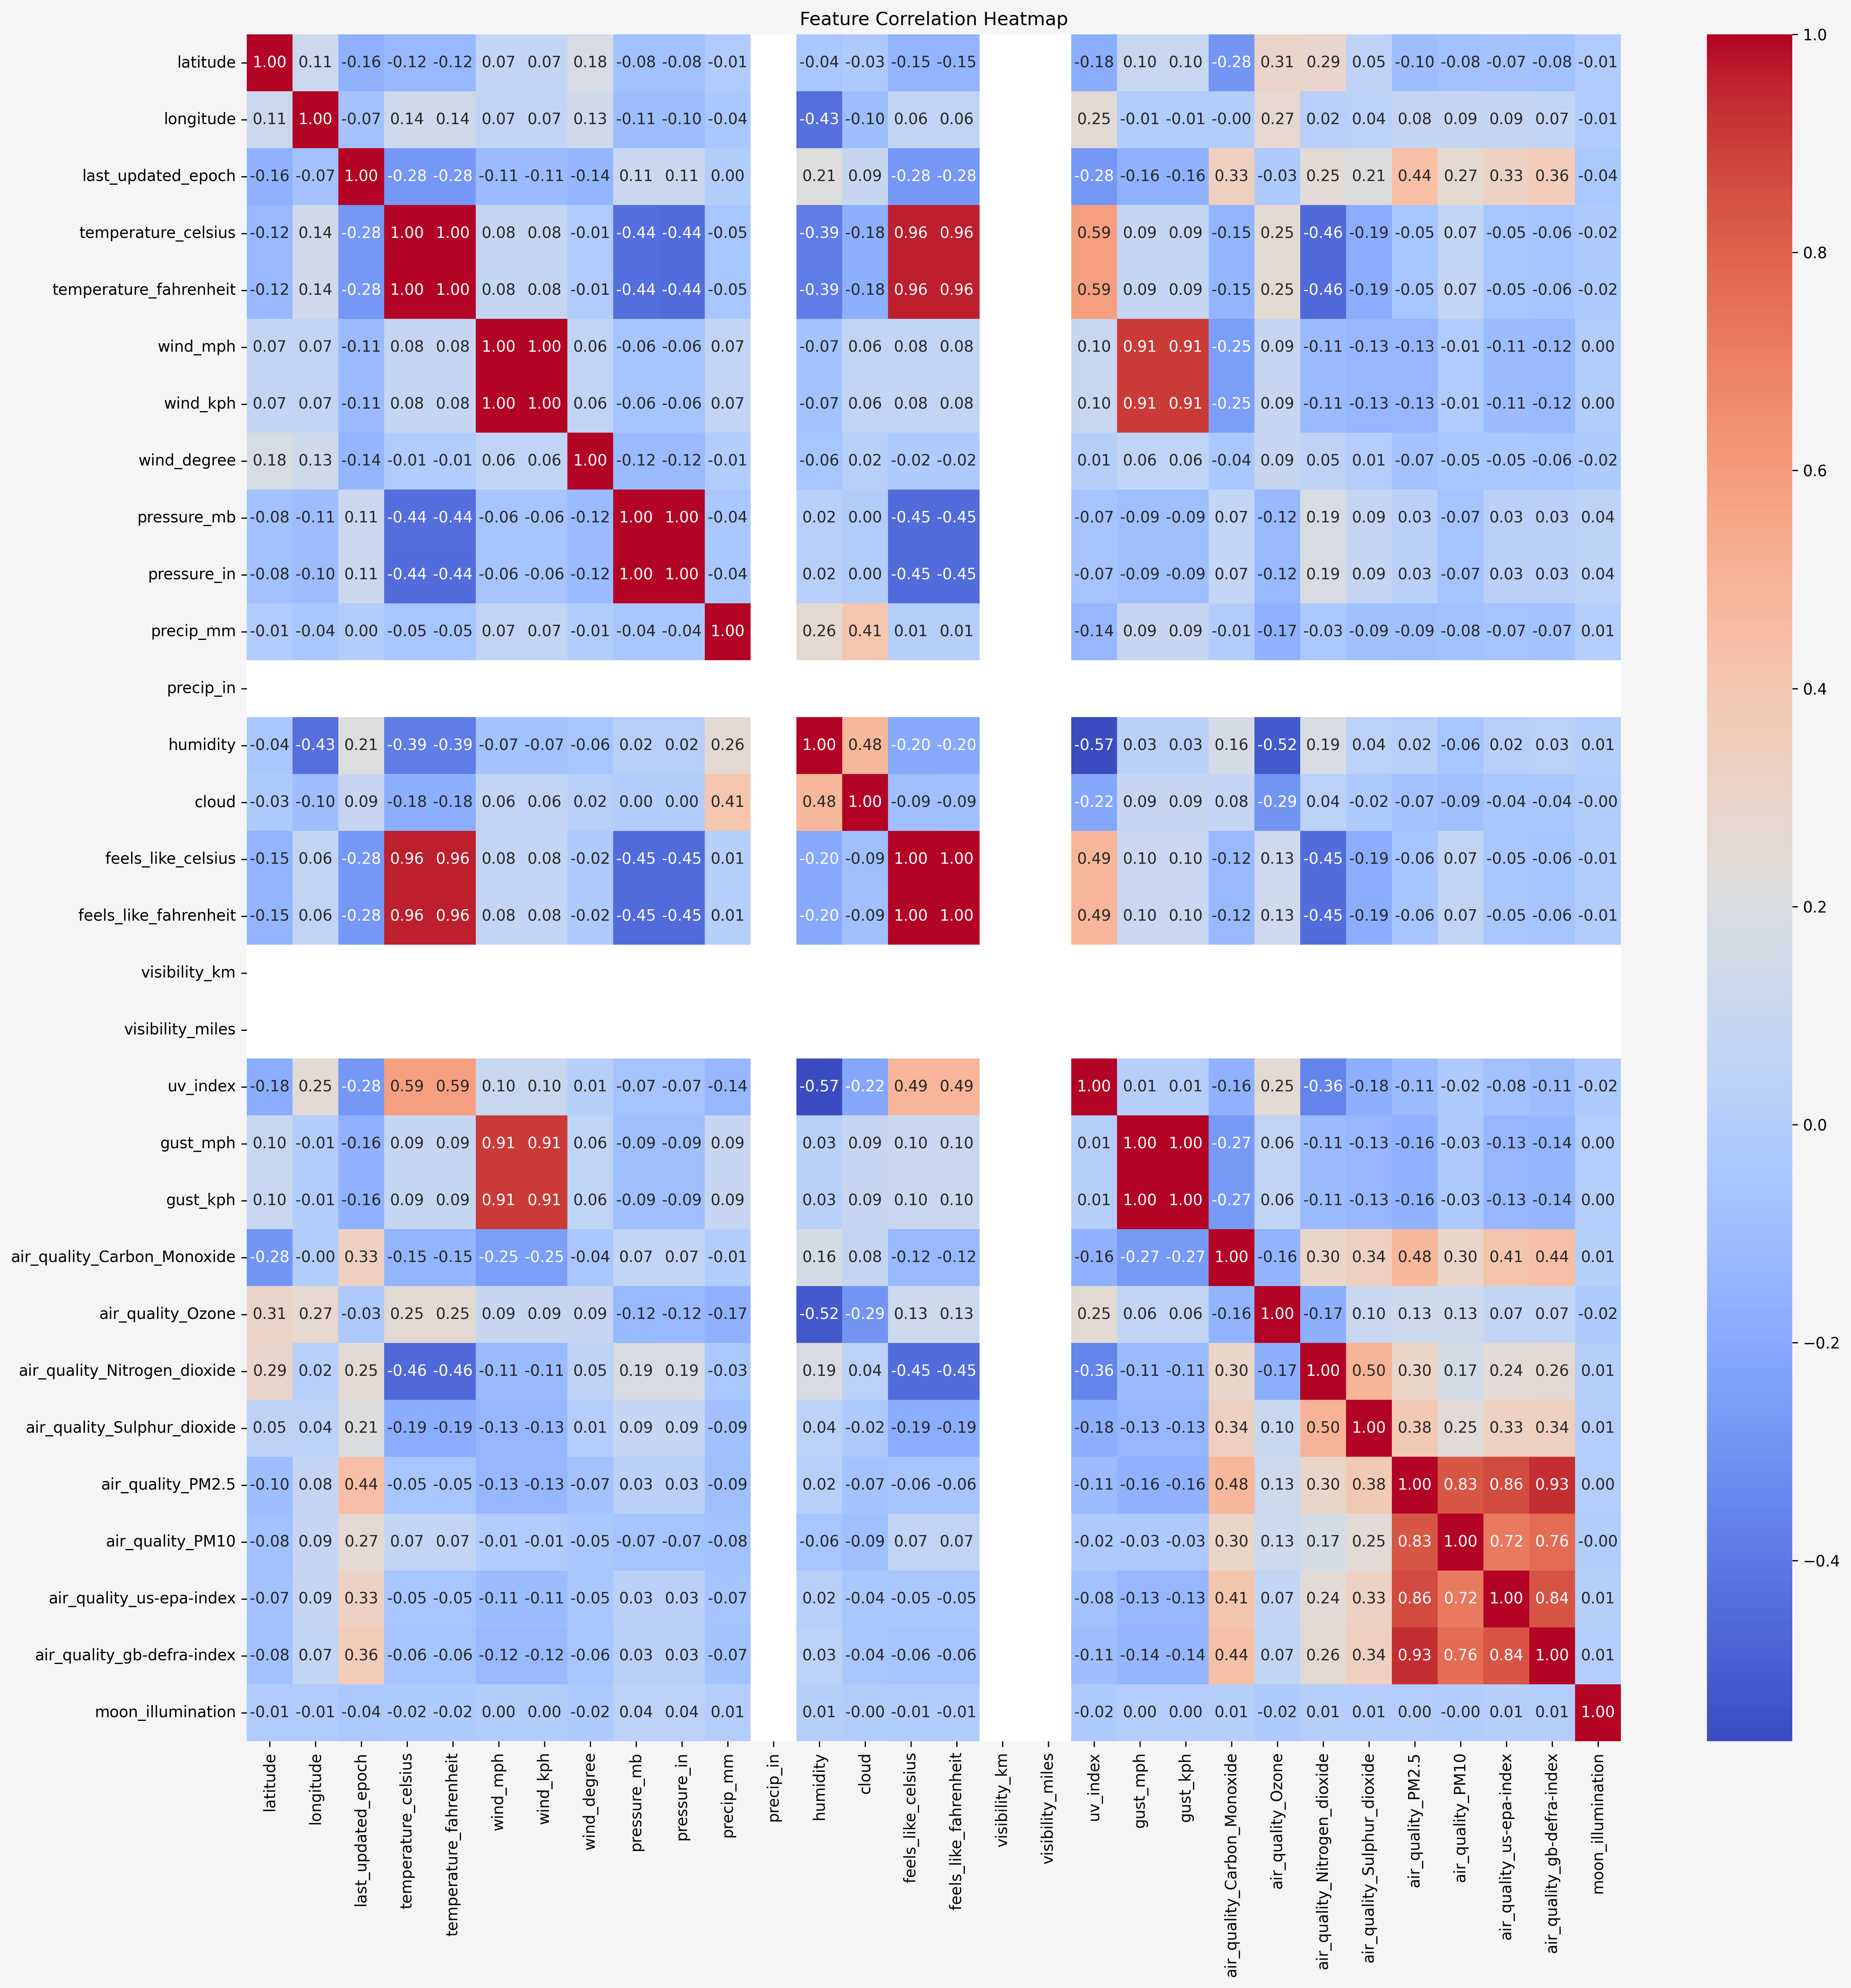 Feature Correlation Heatmap
latitude 1.00 0.11 -0.16 -0.12 -0.12 0.07 0.07 0.18 -0.08 -0.08 -0.01 -0.04 -0.03 -0.15 -0.15 -0.18 0.10 0.10 -0.28 0.31 0.29 0.05 -0.10 -0.08 -0.07 -0.08 -0.01
longitude 0.11 1.00 -0.07 0.14 0.14 0.07 0.07 0.13 -0.11 -0.10 -0.04 -0.43 -0.10 0.06 0.06 0.25 -0.01 -0.01 -0.00 0.27 0.02 0.04 0.08 0.09 0.09 0.07 -0.01
last_updated_epoch -0.16 -0.07 1.00 -0.28 -0.28 -0.11 -0.11 -0.14 0.11 0.11 0.00 0.21 0.09 -0.28 -0.28 -0.28 -0.16 -0.16 0.33 -0.03 0.25 0.21 0.44 0.27 0.33 0.36 -0.04
temperature_celsius -0.12 0.14 -0.28 1.00 1.00 0.08 0.08 -0.01 -0.44 -0.44 -0.05 -0.39 -0.18 0.96 0.96 0.59 0.09 0.09 -0.15 0.25 -0.46 -0.19 -0.05 0.07 -0.05 -0.06 -0.02
temperature_fahrenheit -0.12 0.14 -0.28 1.00 1.00 0.08 0.08 -0.01 -0.44 -0.44 -0.05 -0.39 -0.18 0.96 0.96 0.59 0.09 0.09 -0.15 0.25 -0.46 -0.19 -0.05 0.07 -0.05 -0.06 -0.02
wind_mph 0.07 0.07 -0.11 0.08 0.08 1.00 1.00 0.06 -0.06 -0.06 0.07 -0.07 0.06 0.08 0.08 0.10 0.91 0.91 -0.25 0.09 -0.11 -0.13 -0.13 -0.01 -0.11 -0.12 0.00
wind_kph 0.07 0.07 -0.11 0.08 0.08 1.00 1.00 0.06 -0.06 -0.06 0.07 -0.07 0.06 0.08 0.08 0.10 0.91 0.91 -0.25 0.09 -0.11 -0.13 -0.13 -0.01 -0.11 -0.12 0.00
wind_degree 0.18 0.13 -0.14 -0.01 -0.01 0.06 0.06 1.00 -0.12 -0.12 -0.01 -0.06 0.02 -0.02 -0.02 0.01 0.06 0.06 -0.04 0.09 0.05 0.01 -0.07 -0.05 -0.05 -0.06 -0.02
pressure_mb -0.08 -0.11 0.11 -0.44 -0.44 -0.06 -0.06 -0.12 1.00 1.00 -0.04 0.02 0.00 -0.45 -0.45 -0.07 -0.09 -0.09 0.07 -0.12 0.19 0.09 0.03 -0.07 0.03 0.03 0.04
pressure_in -0.08 -0.10 0.11 -0.44 -0.44 -0.06 -0.06 -0.12 1.00 1.00 -0.04 0.02 0.00 -0.45 -0.45 -0.07 -0.09 -0.09 0.07 -0.12 0.19 0.09 0.03 -0.07 0.03 0.03 0.04
precip_mm -0.01 -0.04 0.00 -0.05 -0.05 0.07 0.07 -0.01 -0.04 -0.04 1.00 0.26 0.41 0.01 0.01 -0.14 0.09 0.09 -0.01 -0.17 -0.03 -0.09 -0.09 -0.08 -0.07 -0.07 0.01
precip_in
humidity -0.04 -0.43 0.21 -0.39 -0.39 -0.07 -0.07 -0.06 0.02 0.02 0.26 1.00 0.48 -0.20 -0.20 -0.57 0.03 0.03 0.16 -0.52 0.19 0.04 0.02 -0.06 0.02 0.03 0.01
cloud -0.03 -0.10 0.09 -0.18 -0.18 0.06 0.06 0.02 0.00 0.00 0.41 0.48 1.00 -0.09 -0.09 -0.22 0.09 0.09 0.08 -0.29 0.04 -0.02 -0.07 -0.09 -0.04 -0.04 -0.00
feels_like_celsius -0.15 0.06 -0.28 0.96 0.96 0.08 0.08 -0.02 -0.45 -0.45 0.01 -0.20 -0.09 1.00 1.00 0.49 0.10 0.10 -0.12 0.13 -0.45 -0.19 -0.06 0.07 -0.05 -0.06 -0.01
feels_like_fahrenheit -0.15 0.06 -0.28 0.96 0.96 0.08 0.08 -0.02 -0.45 -0.45 0.01 -0.20 -0.09 1.00 1.00 0.49 0.10 0.10 -0.12 0.13 -0.45 -0.19 -0.06 0.07 -0.05 -0.06 -0.01
visibility_km
visibility_miles
uv_index -0.18 0.25 -0.28 0.59 0.59 0.10 0.10 0.01 -0.07 -0.07 -0.14 -0.57 -0.22 0.49 0.49 1.00 0.01 0.01 -0.16 0.25 -0.36 -0.18 -0.11 -0.02 -0.08 -0.11 -0.02
gust_mph 0.10 -0.01 -0.16 0.09 0.09 0.91 0.91 0.06 -0.09 -0.09 0.09 0.03 0.09 0.10 0.10 0.01 1.00 1.00 -0.27 0.06 -0.11 -0.13 -0.16 -0.03 -0.13 -0.14 0.00
gust_kph 0.10 -0.01 -0.16 0.09 0.09 0.91 0.91 0.06 -0.09 -0.09 0.09 0.03 0.09 0.10 0.10 0.01 1.00 1.00 -0.27 0.06 -0.11 -0.13 -0.16 -0.03 -0.13 -0.14 0.00
air_quality_Carbon_Monoxide -0.28 -0.00 0.33 -0.15 -0.15 -0.25 -0.25 -0.04 0.07 0.07 -0.01 0.16 0.08 -0.12 -0.12 -0.16 -0.27 -0.27 1.00 -0.16 0.30 0.34 0.48 0.30 0.41 0.44 0.01
air_quality_Ozone 0.31 0.27 -0.03 0.25 0.25 0.09 0.09 0.09 -0.12 -0.12 -0.17 -0.52 -0.29 0.13 0.13 0.25 0.06 0.06 -0.16 1.00 -0.17 0.10 0.13 0.13 0.07 0.07 -0.02
air_quality_Nitrogen_dioxide 0.29 0.02 0.25 -0.46 -0.46 -0.11 -0.11 0.05 0.19 0.19 -0.03 0.19 0.04 -0.45 -0.45 -0.36 -0.11 -0.11 0.30 -0.17 1.00 0.50 0.30 0.17 0.24 0.26 0.01
air_quality_Sulphur_dioxide 0.05 0.04 0.21 -0.19 -0.19 -0.13 -0.13 0.01 0.09 0.09 -0.09 0.04 -0.02 -0.19 -0.19 -0.18 -0.13 -0.13 0.34 0.10 0.50 1.00 0.38 0.25 0.33 0.34 0.01
air_quality_PM2.5 -0.10 0.08 0.44 -0.05 -0.05 -0.13 -0.13 -0.07 0.03 0.03 -0.09 0.02 -0.07 -0.06 -0.06 -0.11 -0.16 -0.16 0.48 0.13 0.30 0.38 1.00 0.83 0.86 0.93 0.00
air_quality_PM10 -0.08 0.09 0.27 0.07 0.07 -0.01 -0.01 -0.05 -0.07 -0.07 -0.08 -0.06 -0.09 0.07 0.07 -0.02 -0.03 -0.03 0.30 0.13 0.17 0.25 0.83 1.00 0.72 0.76 -0.00
air_quality_us-epa-index -0.07 0.09 0.33 -0.05 -0.05 -0.11 -0.11 -0.05 0.03 0.03 -0.07 0.02 -0.04 -0.05 -0.05 -0.08 -0.13 -0.13 0.41 0.07 0.24 0.33 0.86 0.72 1.00 0.84 0.01
air_quality_gb-defra-index -0.08 0.07 0.36 -0.06 -0.06 -0.12 -0.12 -0.06 0.03 0.03 -0.07 0.03 -0.04 -0.06 -0.06 -0.11 -0.14 -0.14 0.44 0.07 0.26 0.34 0.93 0.76 0.84 1.00 0.01
moon_illumination -0.01 -0.01 -0.04 -0.02 -0.02 0.00 0.00 -0.02 0.04 0.04 0.01 0.01 -0.00 -0.01 -0.01 -0.02 0.00 0.00 0.01 -0.02 0.01 0.01 0.00 -0.00 0.01 0.01 1.00
latitude
longitude
last_updated_epoch
temperature_celsius
temperature_fahrenheit
wind_mph
wind_kph
wind_degree
pressure_mb
pressure_in
precip_mm
precip_in
humidity
cloud
feels_like_celsius
feels_like_fahrenheit
visibility_km
visibility_miles
uv_index
gust_mph
gust_kph
air_quality_Carbon_Monoxide
air_quality_Ozone
air_quality_Nitrogen_dioxide
air_quality_Sulphur_dioxide
air_quality_PM2.5
air_quality_PM10
air_quality_us-epa-index
air_quality_gb-defra-index
moon_illumination
1.0
0.8
0.6
0.4
0.2
0.0
−0.2
−0.4